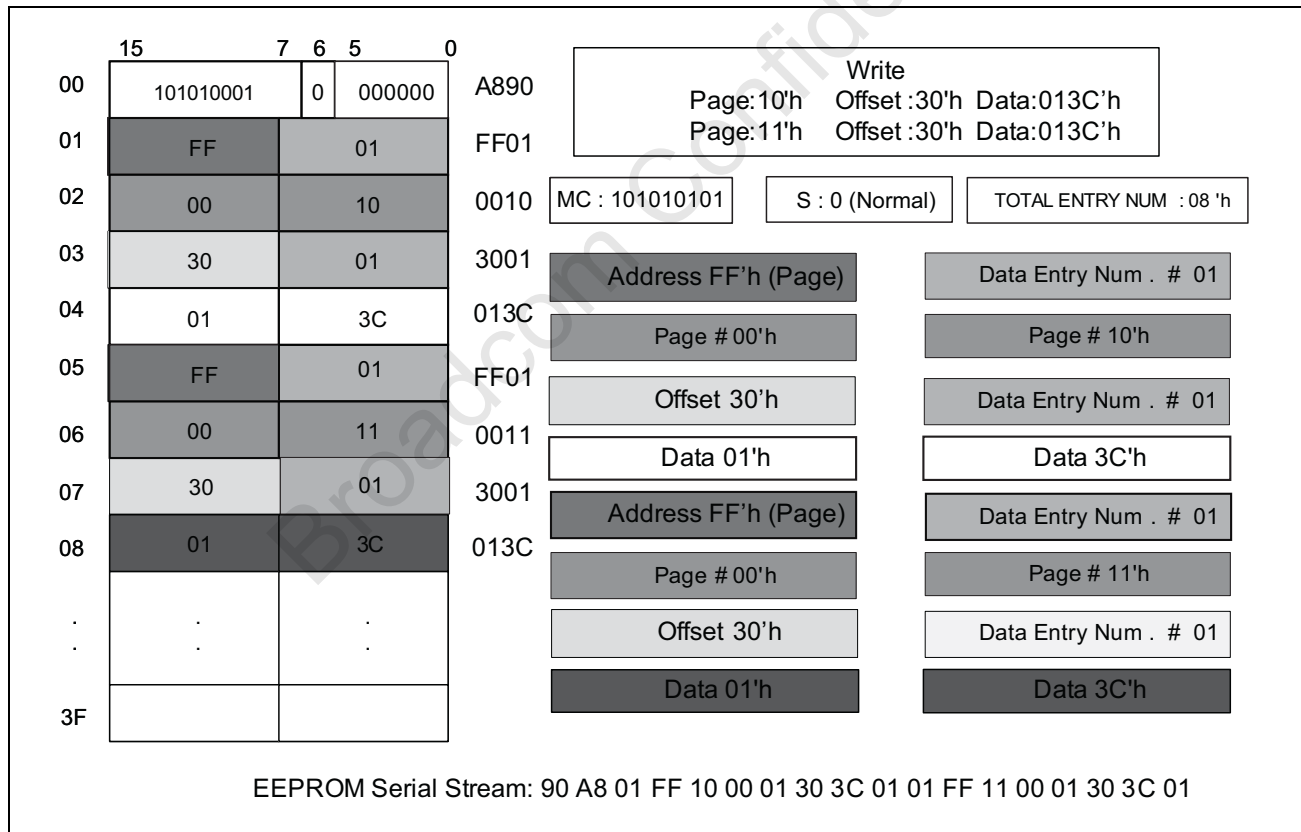 15 7 6 5 0
00 101010001 0 000000 A890
01 FF 01 FF01
02 00 10 0010
03 30 01 3001
04 01 3C 013C
05 FF 01 FF01
06 00 11 0011
07 30 01 3001
08 01 3C 013C
. . .
. . .
3F
Write
Page:10'h Offset :30'h Data:013C’h
Page:11'h Offset :30'h Data:013C’h
MC : 101010101 S : 0 (Normal) TOTAL ENTRY NUM : 08 'h
Address FF’h (Page) Data Entry Num . # 01
Page # 00'h Page # 10'h
Offset 30’h Data Entry Num . # 01
Data 01'h Data 3C'h
Address FF’h (Page) Data Entry Num . # 01
Page # 00'h Page # 11'h
Offset 30’h Data Entry Num . # 01
Data 01'h Data 3C'h
EEPROM Serial Stream: 90 A8 01 FF 10 00 01 30 3C 01 01 FF 11 00 01 30 3C 01
Broadcom Confide